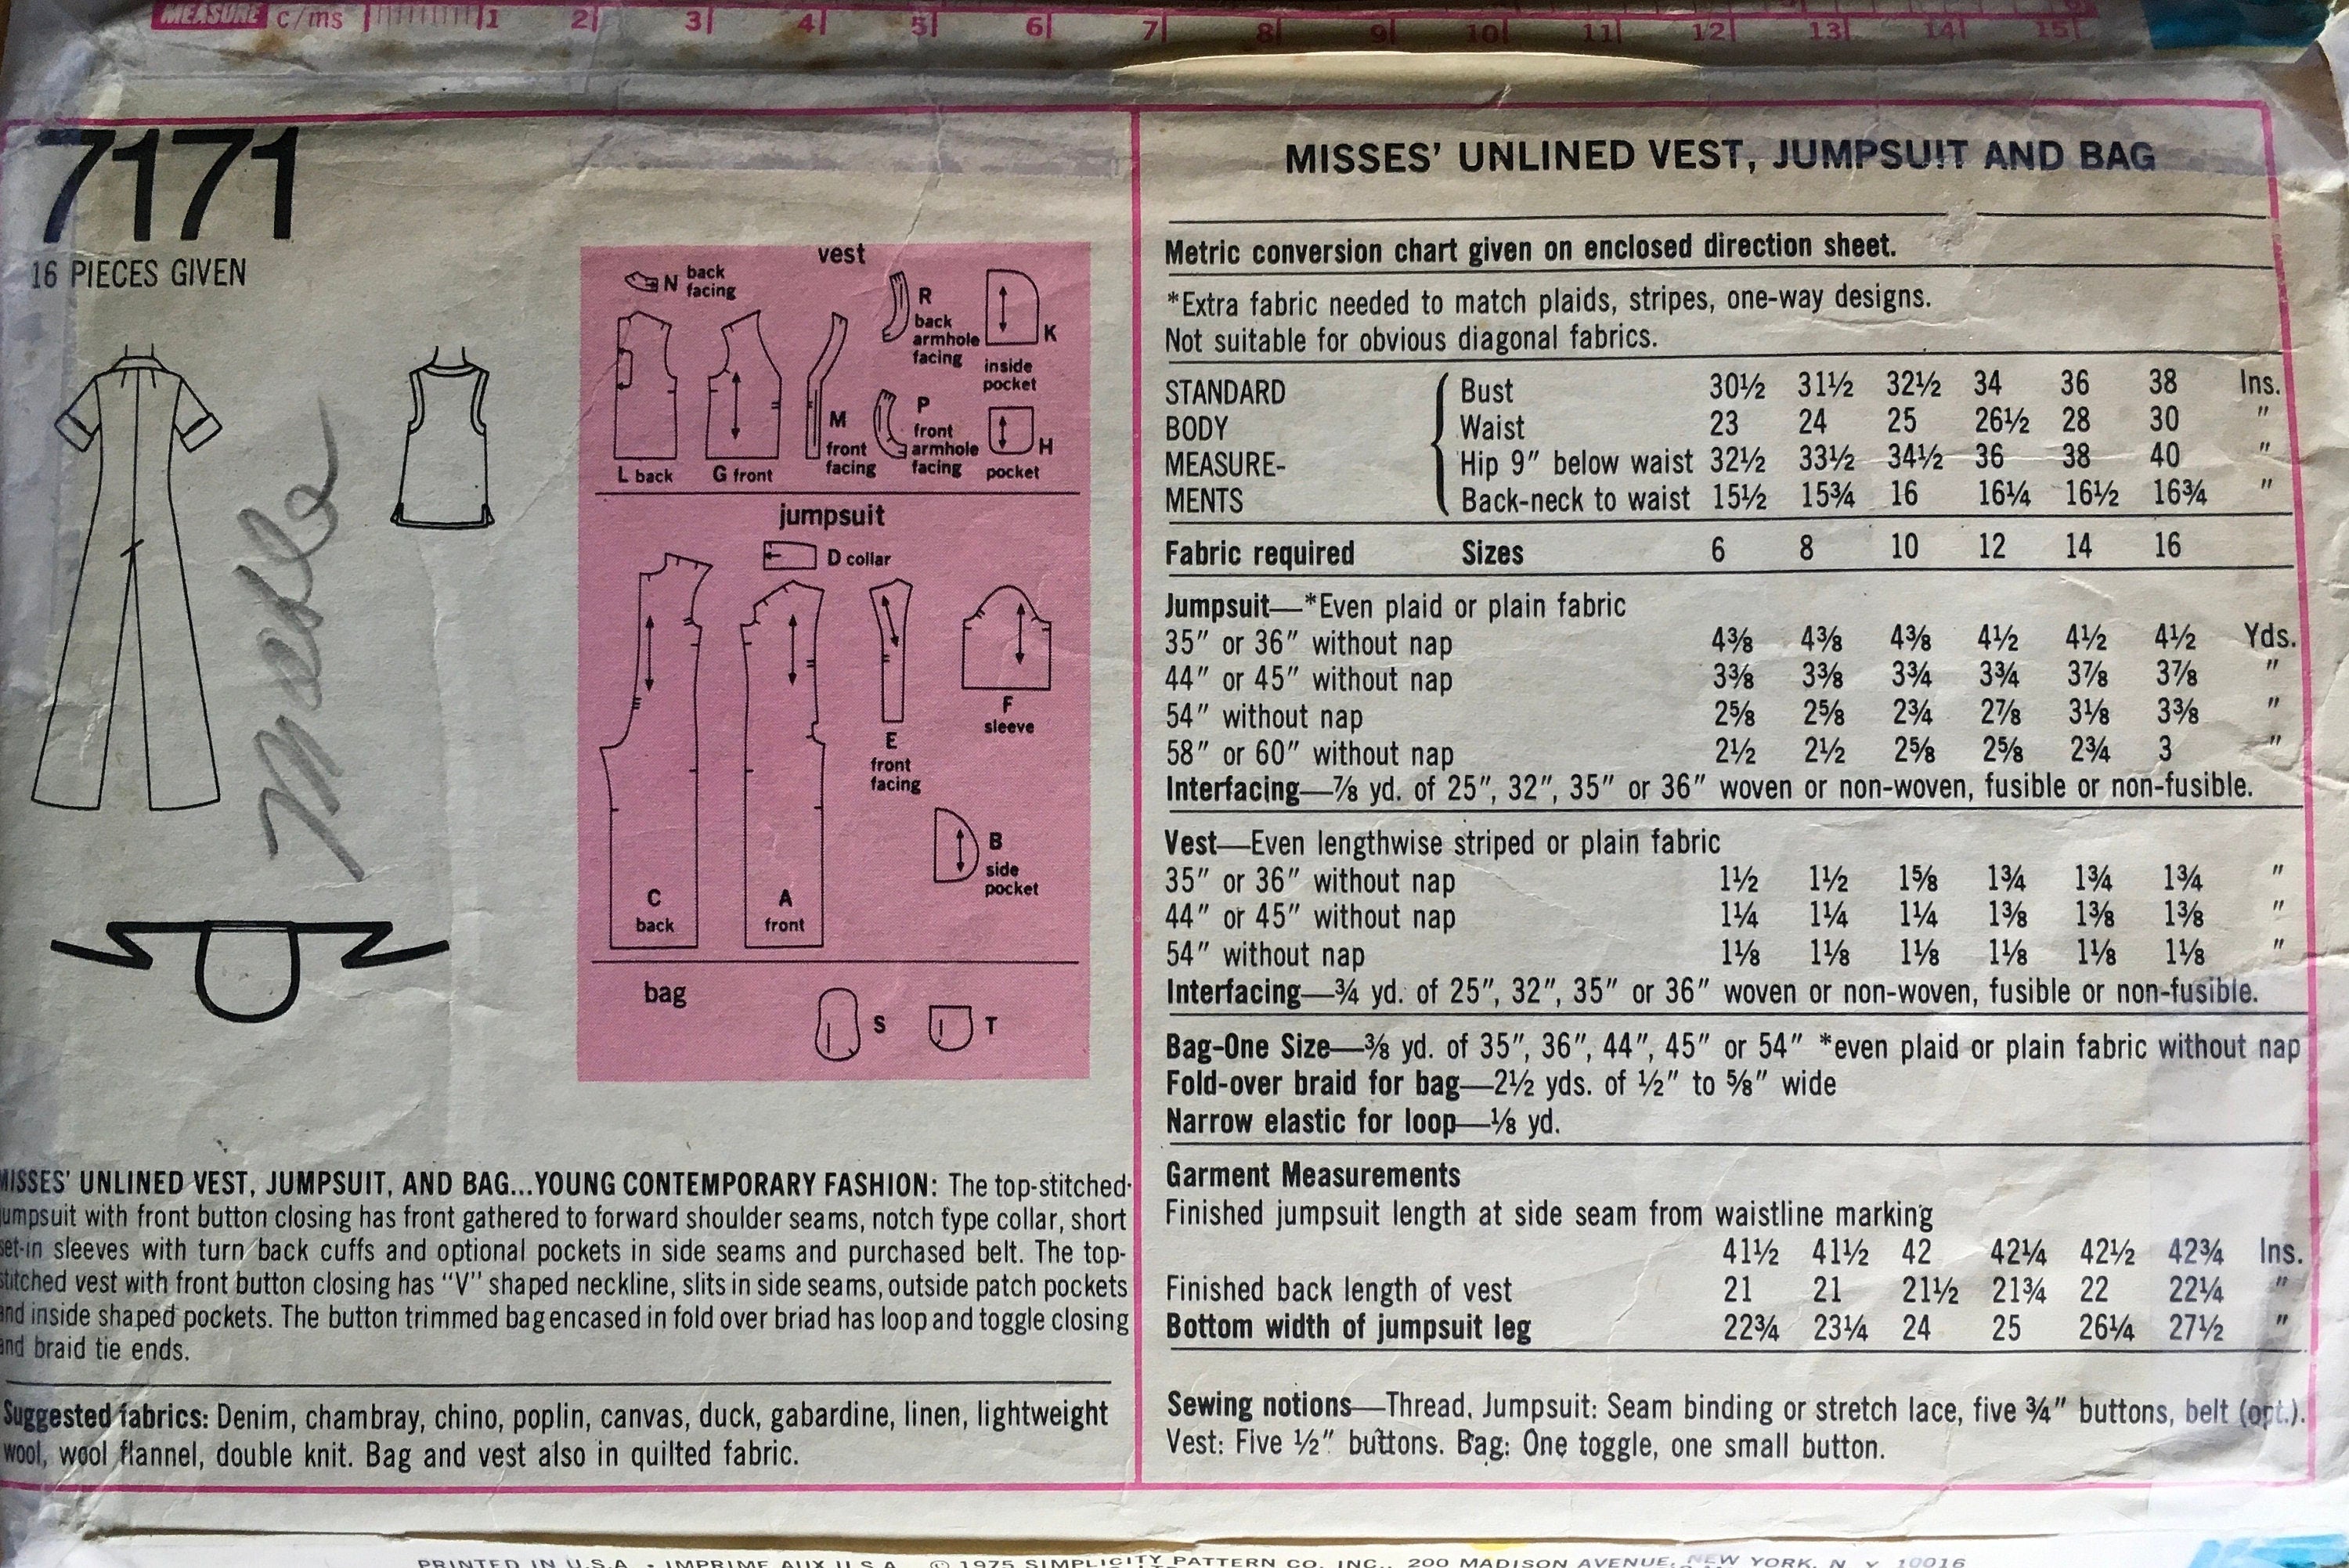 MEASURE c/ms 1 2 3 4 5 6 7 8 9 10 11 12 13 14 15
7171
16 PIECES GIVEN
vest
N back
facing
R
back
armhole
facing
K
inside
pocket
L back
G front
M
front
facing
P
front
armhole
facing
H
pocket
jumpsuit
D collar
C
back
A
front
E
front
facing
F
sleeve
B
side
pocket
bag
S
T
MISSES' UNLINED VEST, JUMPSUIT, AND BAG...YOUNG CONTEMPORARY FASHION: The top-stitched
jumpsuit with front button closing has front gathered to forward shoulder seams, notch type collar, short
set-in sleeves with turn back cuffs and optional pockets in side seams and purchased belt. The top-
stitched vest with front button closing has "V" shaped neckline, slits in side seams, outside patch pockets
and inside shaped pockets. The button trimmed bag encased in fold over briad has loop and toggle closing
and braid tie ends.
Suggested fabrics: Denim, chambray, chino, poplin, canvas, duck, gabardine, linen, lightweight
wool, wool flannel, double knit. Bag and vest also in quilted fabric.
MISSES' UNLINED VEST, JUMPSUIT AND BAG
Metric conversion chart given on enclosed direction sheet.
*Extra fabric needed to match plaids, stripes, one-way designs.
Not suitable for obvious diagonal fabrics.
STANDARD Bust 30½ 31½ 32½ 34 36 38 Ins.
BODY Waist 23 24 25 26½ 28 30 "
MEASURE- Hip 9" below waist 32½ 33½ 34½ 36 38 40 "
MENTS Back-neck to waist 15½ 15¾ 16 16¼ 16½ 16¾ "
Fabric required Sizes 6 8 10 12 14 16
Jumpsuit—*Even plaid or plain fabric
35" or 36" without nap 4⅜ 4⅜ 4⅜ 4½ 4½ 4½ Yds.
44" or 45" without nap 3⅜ 3⅜ 3¾ 3¾ 3⅞ 3⅞ "
54" without nap 2⅝ 2⅝ 2¾ 2⅞ 3⅛ 3⅜ "
58" or 60" without nap 2½ 2½ 2⅝ 2⅝ 2¾ 3 "
Interfacing—⅞ yd. of 25", 32", 35" or 36" woven or non-woven, fusible or non-fusible.
Vest—Even lengthwise striped or plain fabric
35" or 36" without nap 1½ 1½ 1⅝ 1¾ 1¾ 1¾ "
44" or 45" without nap 1¼ 1¼ 1¼ 1⅜ 1⅜ 1⅜ "
54" without nap 1⅛ 1⅛ 1⅛ 1⅛ 1⅛ 1⅛ "
Interfacing—¾ yd. of 25", 32", 35" or 36" woven or non-woven, fusible or non-fusible.
Bag-One Size—⅜ yd. of 35", 36", 44", 45" or 54" *even plaid or plain fabric without nap
Fold-over braid for bag—2½ yds. of ½" to ⅝" wide
Narrow elastic for loop—⅛ yd.
Garment Measurements
Finished jumpsuit length at side seam from waistline marking
41½ 41½ 42 42¼ 42½ 42¾ Ins.
Finished back length of vest 21 21 21½ 21¾ 22 22¼ "
Bottom width of jumpsuit leg 22¾ 23¼ 24 25 26¼ 27½ "
Sewing notions—Thread. Jumpsuit: Seam binding or stretch lace, five ¾" buttons, belt (opt.).
Vest: Five ½" buttons. Bag: One toggle, one small button.
PRINTED IN U.S.A. • IMPRIME AUX U.S.A. © 1975 SIMPLICITY PATTERN CO. INC., 200 MADISON AVENUE, NEW YORK, N. Y. 10016